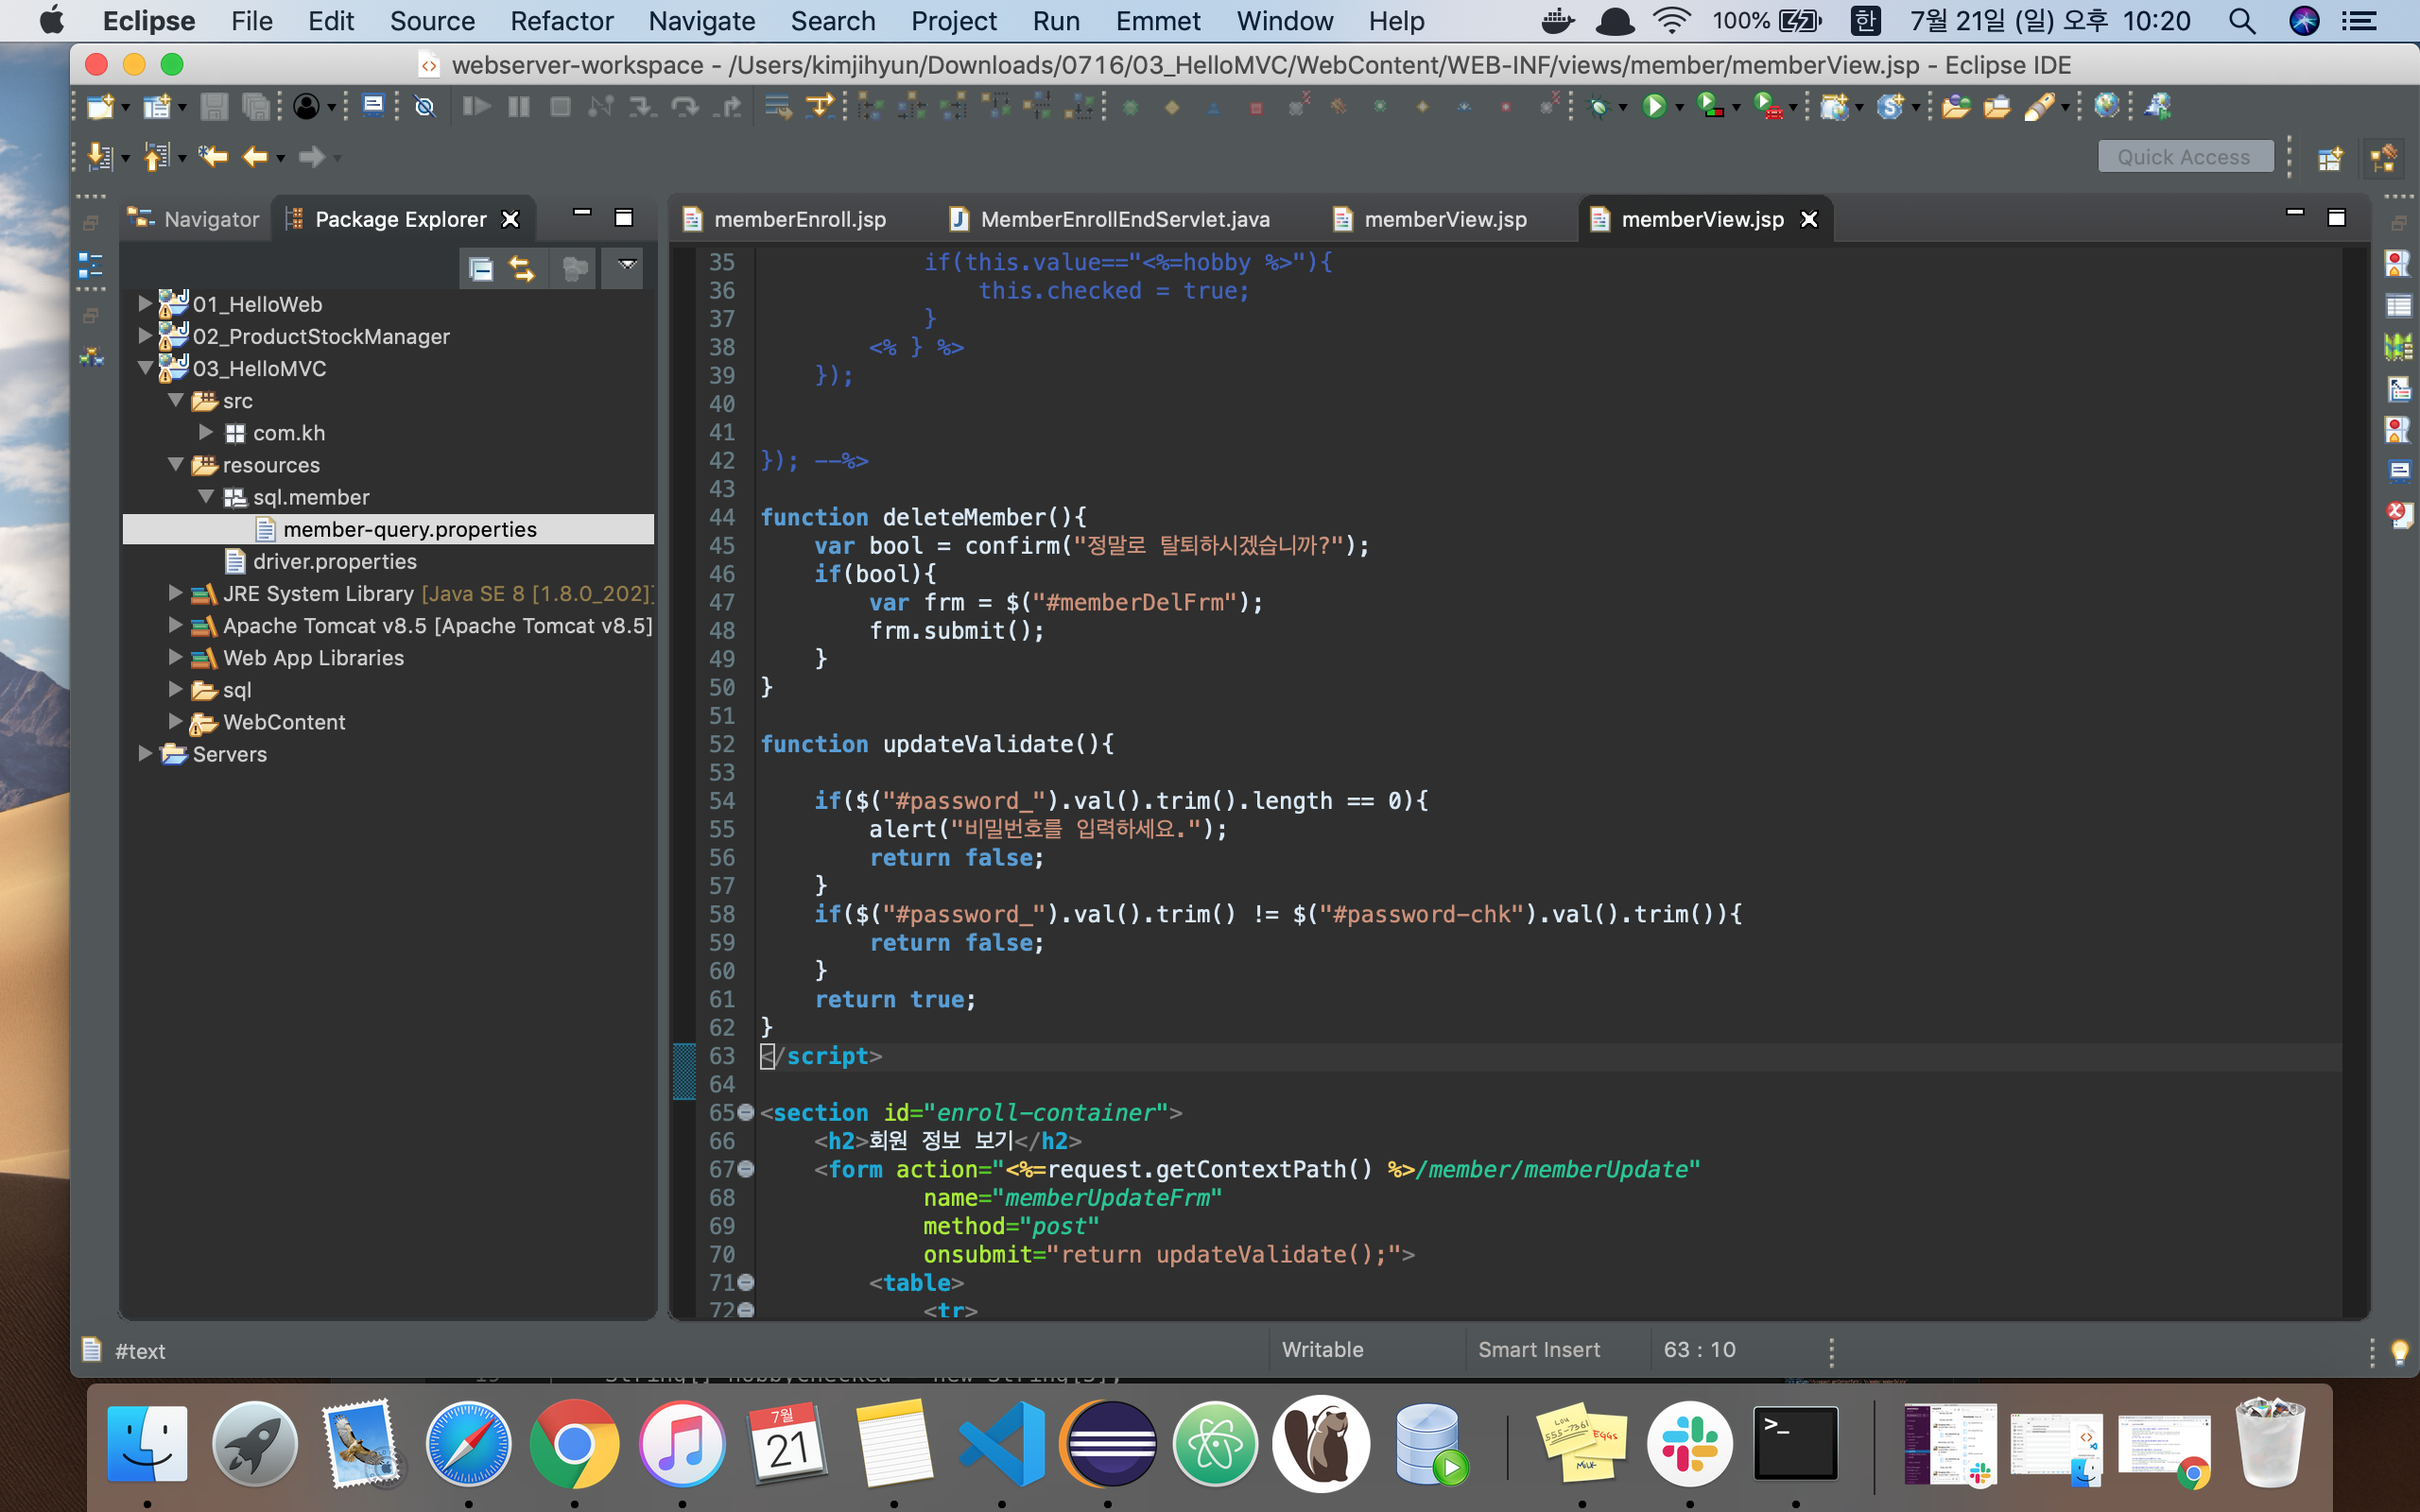 Eclipse File Edit Source Refactor Navigate Search Project Run Emmet Window Help 100% 한 7월 21일 (일) 오후 10:20
webserver-workspace - /Users/kimjihyun/Downloads/0716/03_HelloMVC/WebContent/WEB-INF/views/member/memberView.jsp - Eclipse IDE
Quick Access
Navigator Package Explorer
memberEnroll.jsp MemberEnrollEndServlet.java memberView.jsp memberView.jsp
01_HelloWeb
02_ProductStockManager
03_HelloMVC
src
com.kh
resources
sql.member
member-query.properties
driver.properties
JRE System Library [Java SE 8 [1.8.0_202]]
Apache Tomcat v8.5 [Apache Tomcat v8.5]
Web App Libraries
sql
WebContent
Servers
35 if(this.value=="<%=hobby %>"){
36 this.checked = true;
37 }
38 <% } %>
39 });
40
41
42 }); --%>
43
44 function deleteMember(){
45 var bool = confirm("정말로 탈퇴하시겠습니까?");
46 if(bool){
47 var frm = $("#memberDelFrm");
48 frm.submit();
49 }
50 }
51
52 function updateValidate(){
53
54 if($("#password_").val().trim().length == 0){
55 alert("비밀번호를 입력하세요.");
56 return false;
57 }
58 if($("#password_").val().trim() != $("#password-chk").val().trim()){
59 return false;
60 }
61 return true;
62 }
63 </script>
64
65 <section id="enroll-container">
66 <h2>회원 정보 보기</h2>
67 <form action="<%=request.getContextPath() %>/member/memberUpdate"
68 name="memberUpdateFrm"
69 method="post"
70 onsubmit="return updateValidate();">
71 <table>
72 <tr>
#text Writable Smart Insert 63 : 10
7월
21
Lou
555-7361
EGGS
MILK
>_